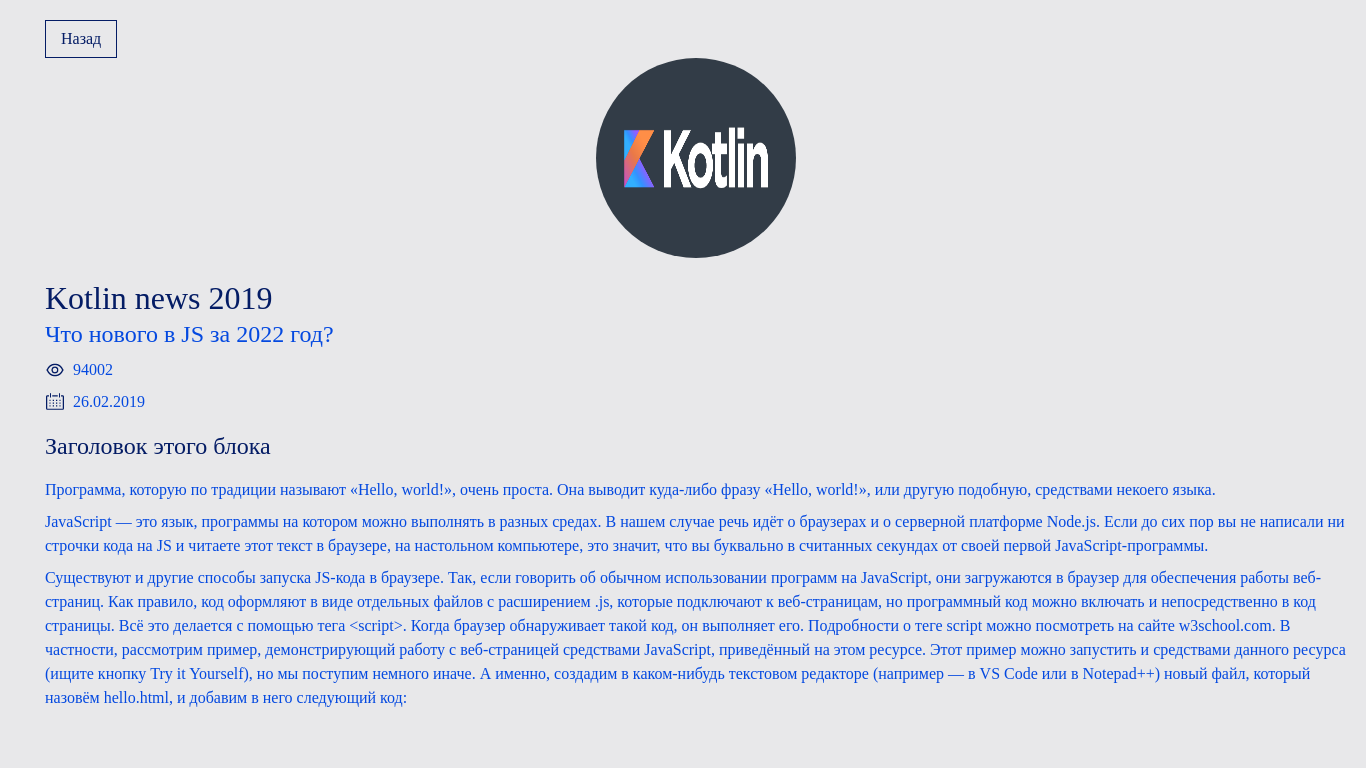 Назад
Kotlin
Kotlin news 2019
Что нового в JS за 2022 год?
94002
26.02.2019
Заголовок этого блока
Программа, которую по традиции называют «Hello, world!», очень проста. Она выводит куда-либо фразу «Hello, world!», или другую подобную, средствами некоего языка.
JavaScript — это язык, программы на котором можно выполнять в разных средах. В нашем случае речь идёт о браузерах и о серверной платформе Node.js. Если до сих пор вы не написали ни
строчки кода на JS и читаете этот текст в браузере, на настольном компьютере, это значит, что вы буквально в считанных секундах от своей первой JavaScript-программы.
Существуют и другие способы запуска JS-кода в браузере. Так, если говорить об обычном использовании программ на JavaScript, они загружаются в браузер для обеспечения работы веб-
страниц. Как правило, код оформляют в виде отдельных файлов с расширением .js, которые подключают к веб-страницам, но программный код можно включать и непосредственно в код
страницы. Всё это делается с помощью тега <script>. Когда браузер обнаруживает такой код, он выполняет его. Подробности о теге script можно посмотреть на сайте w3school.com. В
частности, рассмотрим пример, демонстрирующий работу с веб-страницей средствами JavaScript, приведённый на этом ресурсе. Этот пример можно запустить и средствами данного ресурса
(ищите кнопку Try it Yourself), но мы поступим немного иначе. А именно, создадим в каком-нибудь текстовом редакторе (например — в VS Code или в Notepad++) новый файл, который
назовём hello.html, и добавим в него следующий код: